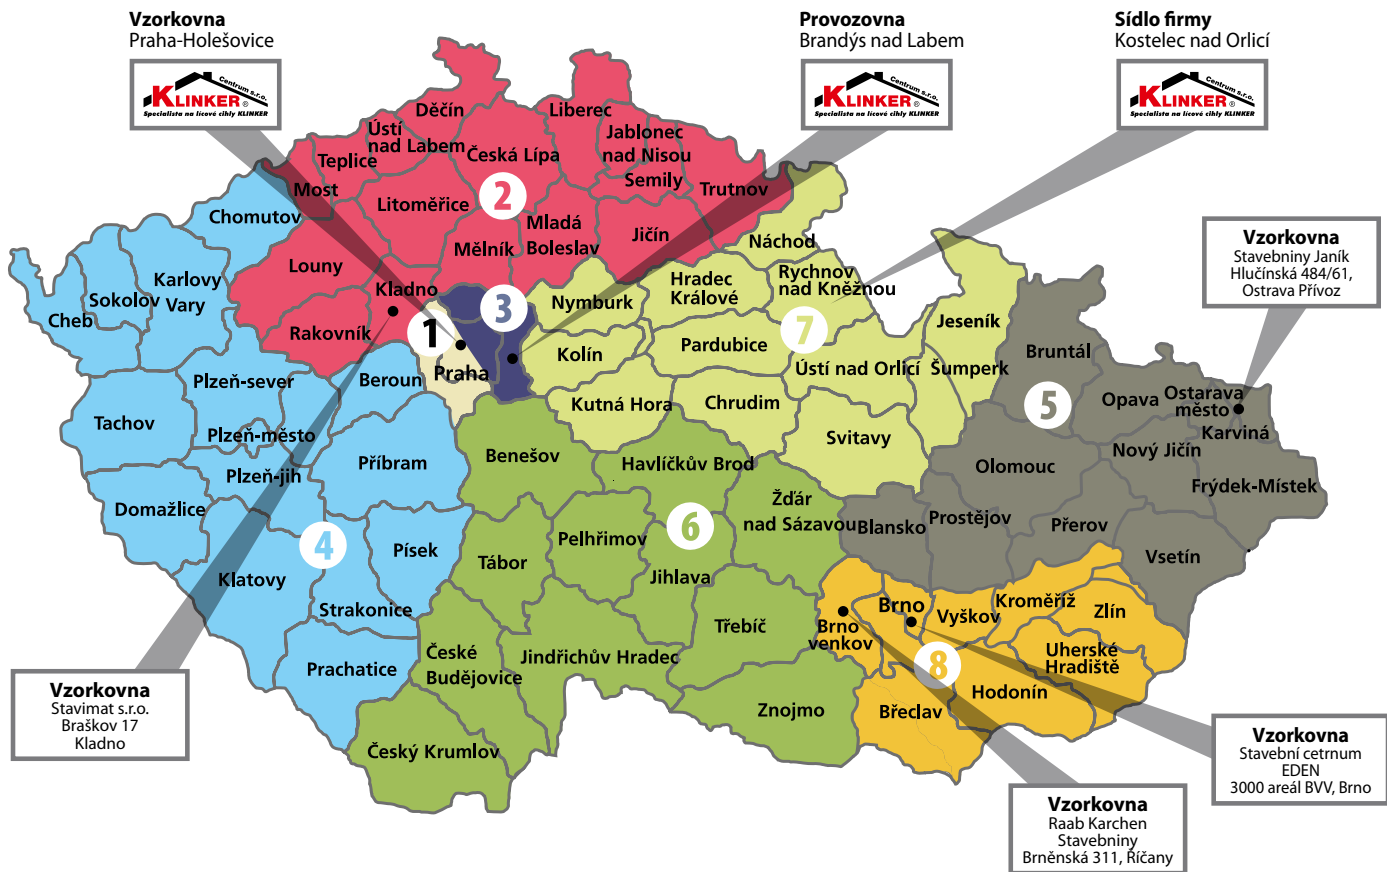 Vzorkovna
Praha-Holešovice
Centrum s.r.o.
KLINKER ®
Specialista na lícové cihly KLINKER
Provozovna
Brandýs nad Labem
Centrum s.r.o.
KLINKER ®
Specialista na lícové cihly KLINKER
Sídlo firmy
Kostelec nad Orlicí
Centrum s.r.o.
KLINKER ®
Specialista na lícové cihly KLINKER
Děčín
Liberec
Ústí
nad Labem
Jablonec
nad Nisou
Teplice
Česká Lípa
Semily
Most
Trutnov
Litoměřice
2
Chomutov
Mladá
Boleslav
Jičín
Mělník
Náchod
Louny
Karlovy
Vary
Sokolov
Cheb
Kladno
Rakovník
3
Nymburk
Hradec
Králové
Rychnov
nad Kněžnou
7
Jeseník
1
Praha
Kolín
Pardubice
Ústí nad Orlicí
Šumperk
Bruntál
Beroun
Plzeň-sever
Kutná Hora
Chrudim
5
Opava
Ostarava
město
Karviná
Tachov
Plzeň-město
Svitavy
Nový Jičín
Příbram
Benešov
Havlíčkův Brod
Olomouc
Plzeň-jih
Frýdek-Místek
Domažlice
Žďár
nad Sázavou
6
Blansko
Prostějov
Přerov
4
Písek
Pelhřimov
Vsetín
Tábor
Klatovy
Jihlava
Strakonice
Brno
Vyškov
Kroměříž
Zlín
Třebíč
Brno
venkov
Uherské
Hradiště
Prachatice
České
Budějovice
Jindřichův Hradec
8
Hodonín
Znojmo
Břeclav
Český Krumlov
Vzorkovna
Stavebniny Janík
Hlučínská 484/61,
Ostrava Přívoz
Vzorkovna
Stavimat s.r.o.
Braškov 17
Kladno
Vzorkovna
Stavební cetrnum
EDEN
3000 areál BVV, Brno
Vzorkovna
Raab Karchen
Stavebniny
Brněnská 311, Říčany